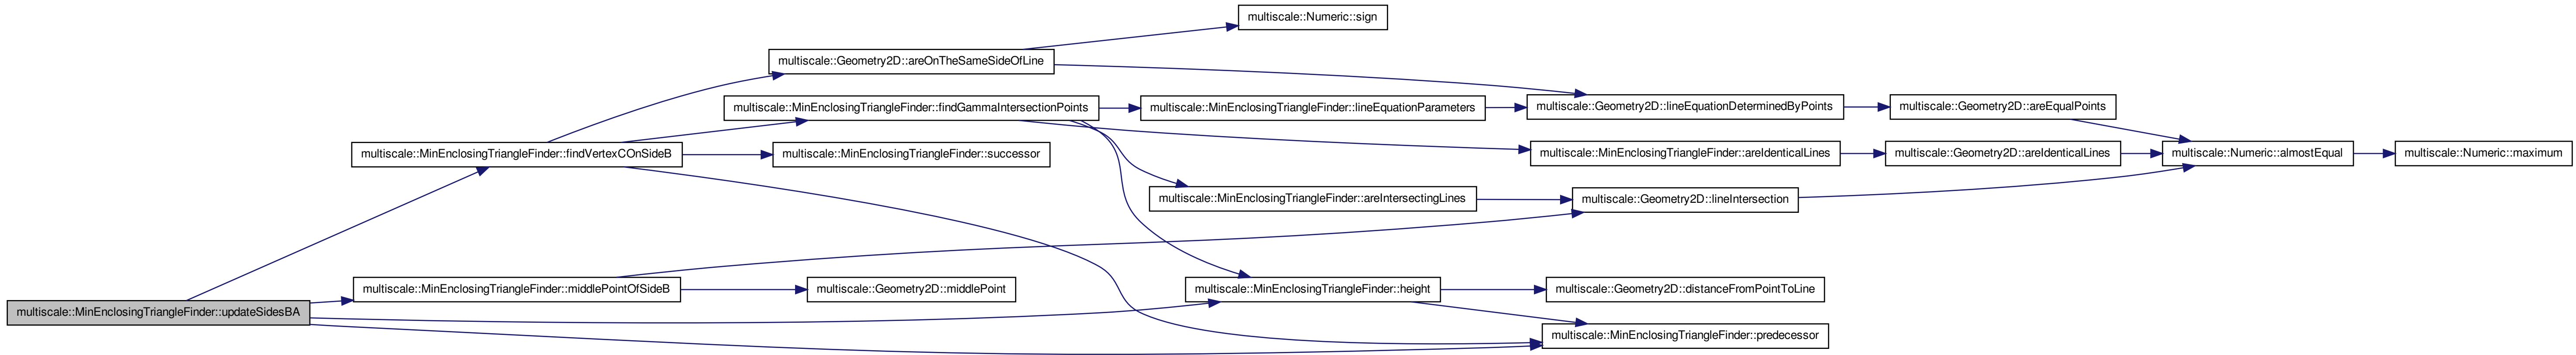 multiscale::Numeric::sign
multiscale::Geometry2D::areOnTheSameSideOfLine
multiscale::MinEnclosingTriangleFinder::findGammaIntersectionPoints
multiscale::MinEnclosingTriangleFinder::lineEquationParameters
multiscale::Geometry2D::lineEquationDeterminedByPoints
multiscale::Geometry2D::areEqualPoints
multiscale::MinEnclosingTriangleFinder::findVertexCOnSideB
multiscale::MinEnclosingTriangleFinder::successor
multiscale::MinEnclosingTriangleFinder::areIdenticalLines
multiscale::Geometry2D::areIdenticalLines
multiscale::Numeric::almostEqual
multiscale::Numeric::maximum
multiscale::MinEnclosingTriangleFinder::areIntersectingLines
multiscale::Geometry2D::lineIntersection
multiscale::MinEnclosingTriangleFinder::middlePointOfSideB
multiscale::Geometry2D::middlePoint
multiscale::MinEnclosingTriangleFinder::height
multiscale::Geometry2D::distanceFromPointToLine
multiscale::MinEnclosingTriangleFinder::updateSidesBA
multiscale::MinEnclosingTriangleFinder::predecessor